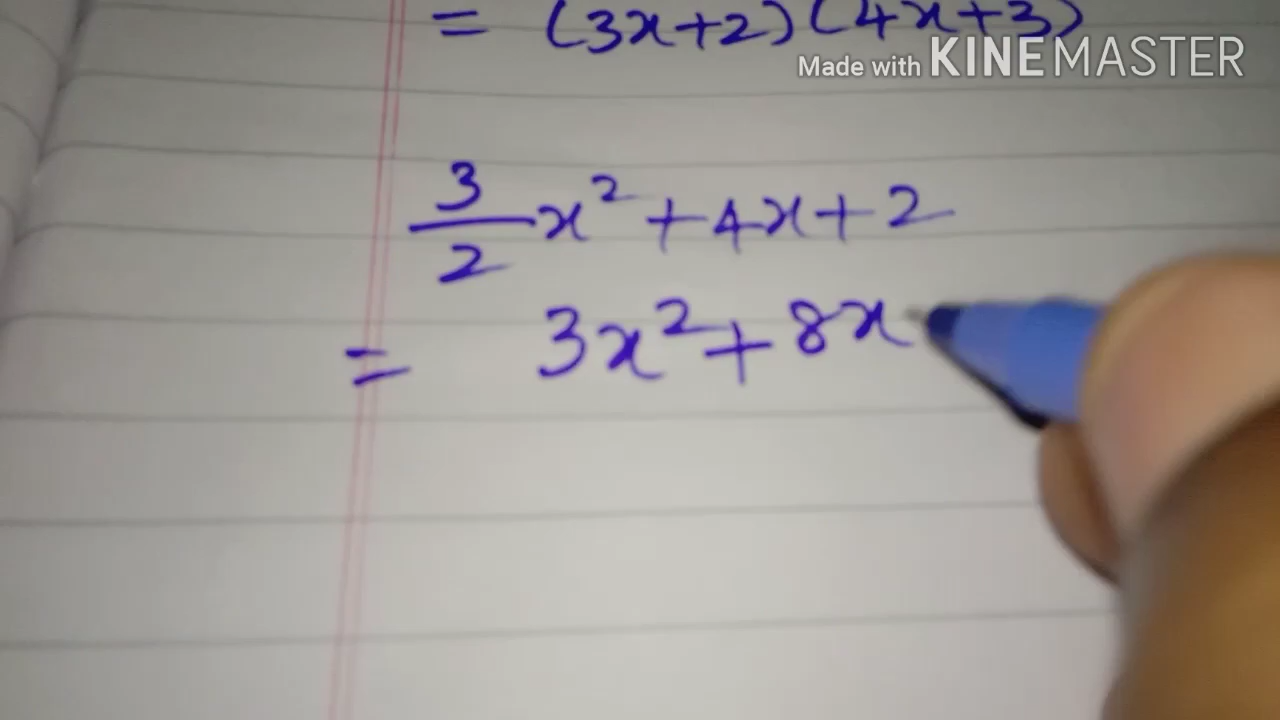 = (3x+2)(4x+3)
Made with KINEMASTER
3/2 x² + 4x + 2
= 3x² + 8x